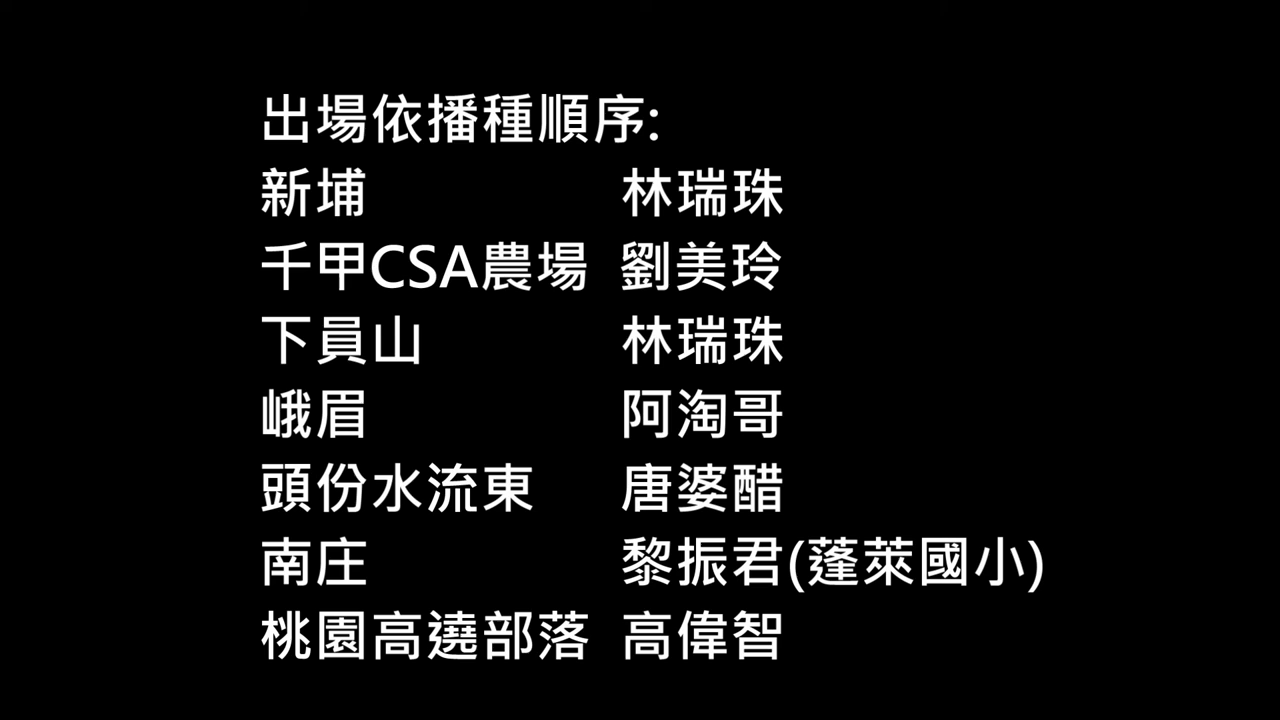 出場依播種順序:
新埔 林瑞珠
千甲CSA農場 劉美玲
下員山 林瑞珠
峨眉 阿淘哥
頭份水流東 唐婆醋
南庄 黎振君(蓬萊國小)
桃園高遶部落 高偉智